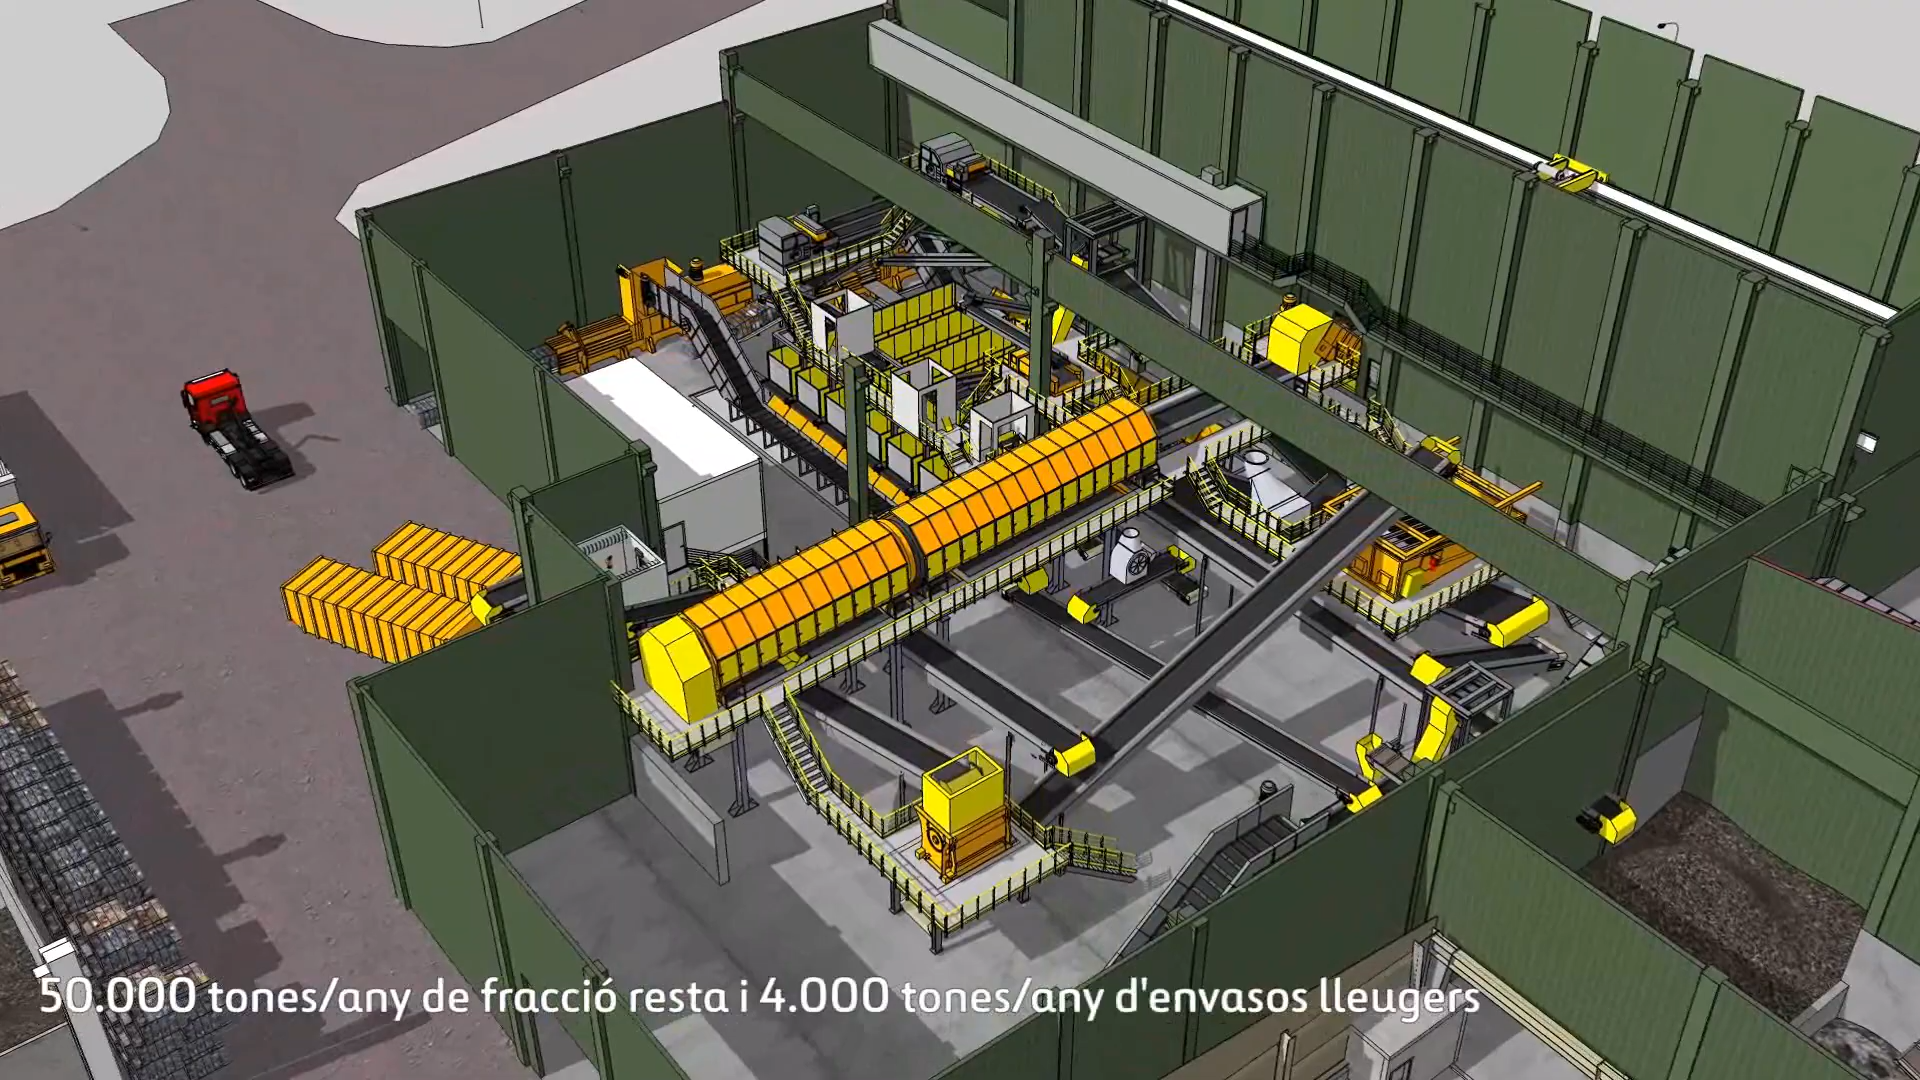 50.000 tones/any de fracció resta i 4.000 tones/any d'envasos lleugers